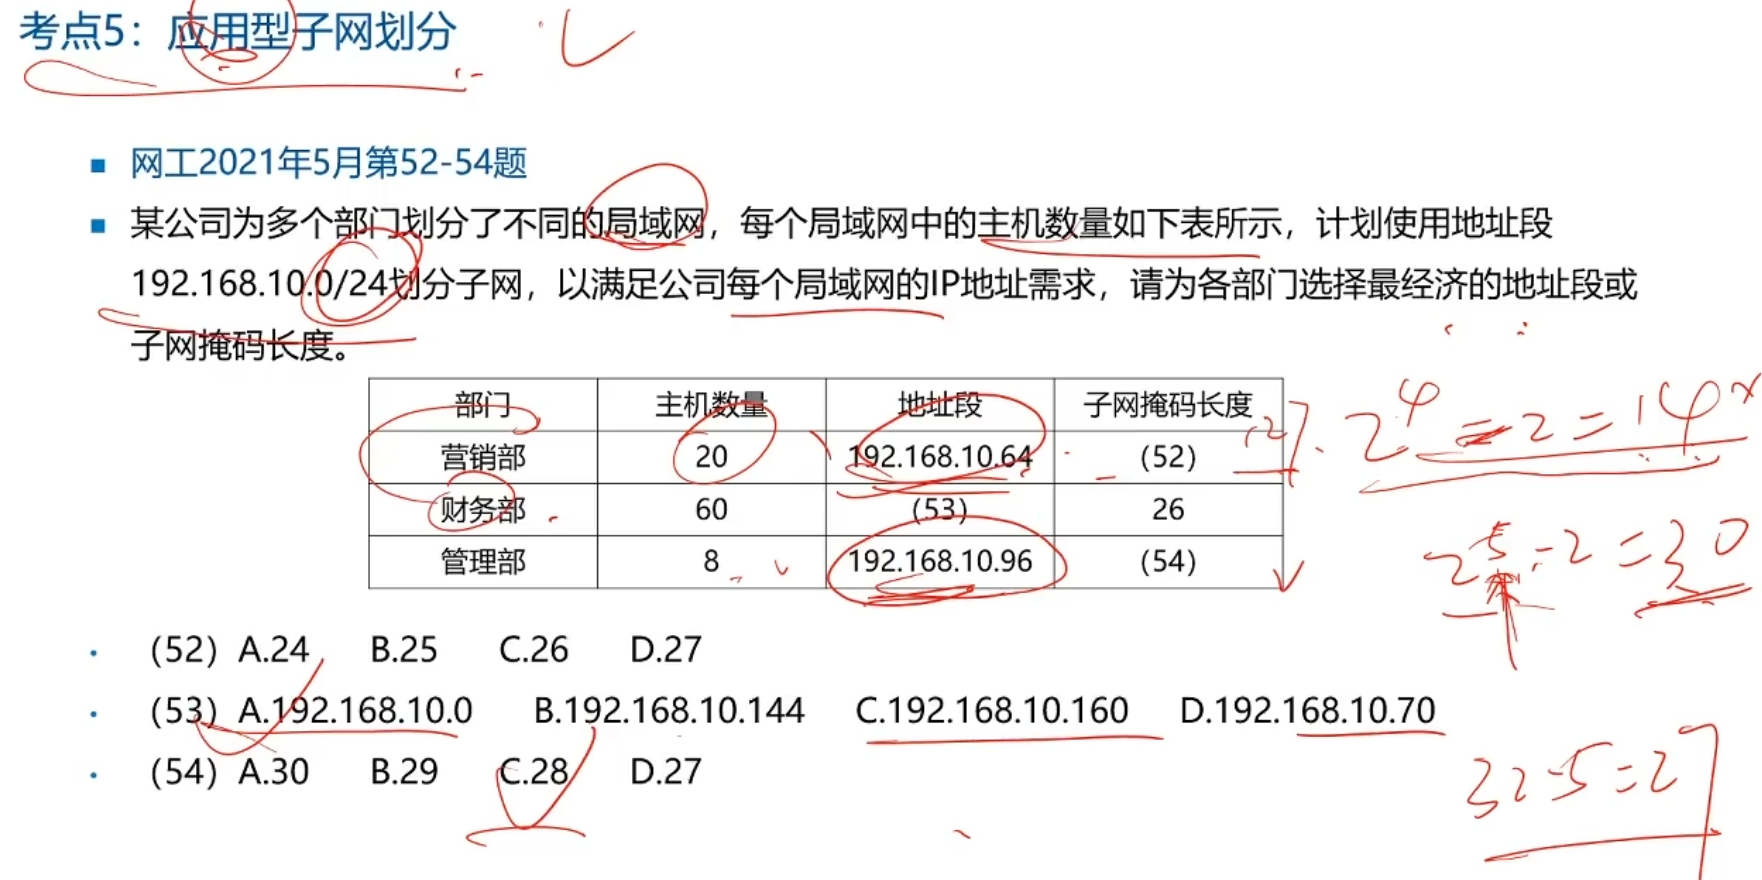 考点5：应用型子网划分
网工2021年5月第52-54题
某公司为多个部门划分了不同的局域网，每个局域网中的主机数量如下表所示，计划使用地址段
192.168.10.0/24划分子网，以满足公司每个局域网的IP地址需求，请为各部门选择最经济的地址段或
子网掩码长度。
部门 主机数量 地址段 子网掩码长度
营销部 20 192.168.10.64 （52）
财务部 60 （53） 26
管理部 8 192.168.10.96 （54）
2⁴-2=14
2⁵-2=30
（52）A.24 B.25 C.26 D.27
（53）A.192.168.10.0 B.192.168.10.144 C.192.168.10.160 D.192.168.10.70
（54）A.30 B.29 C.28 D.27
32-5=27